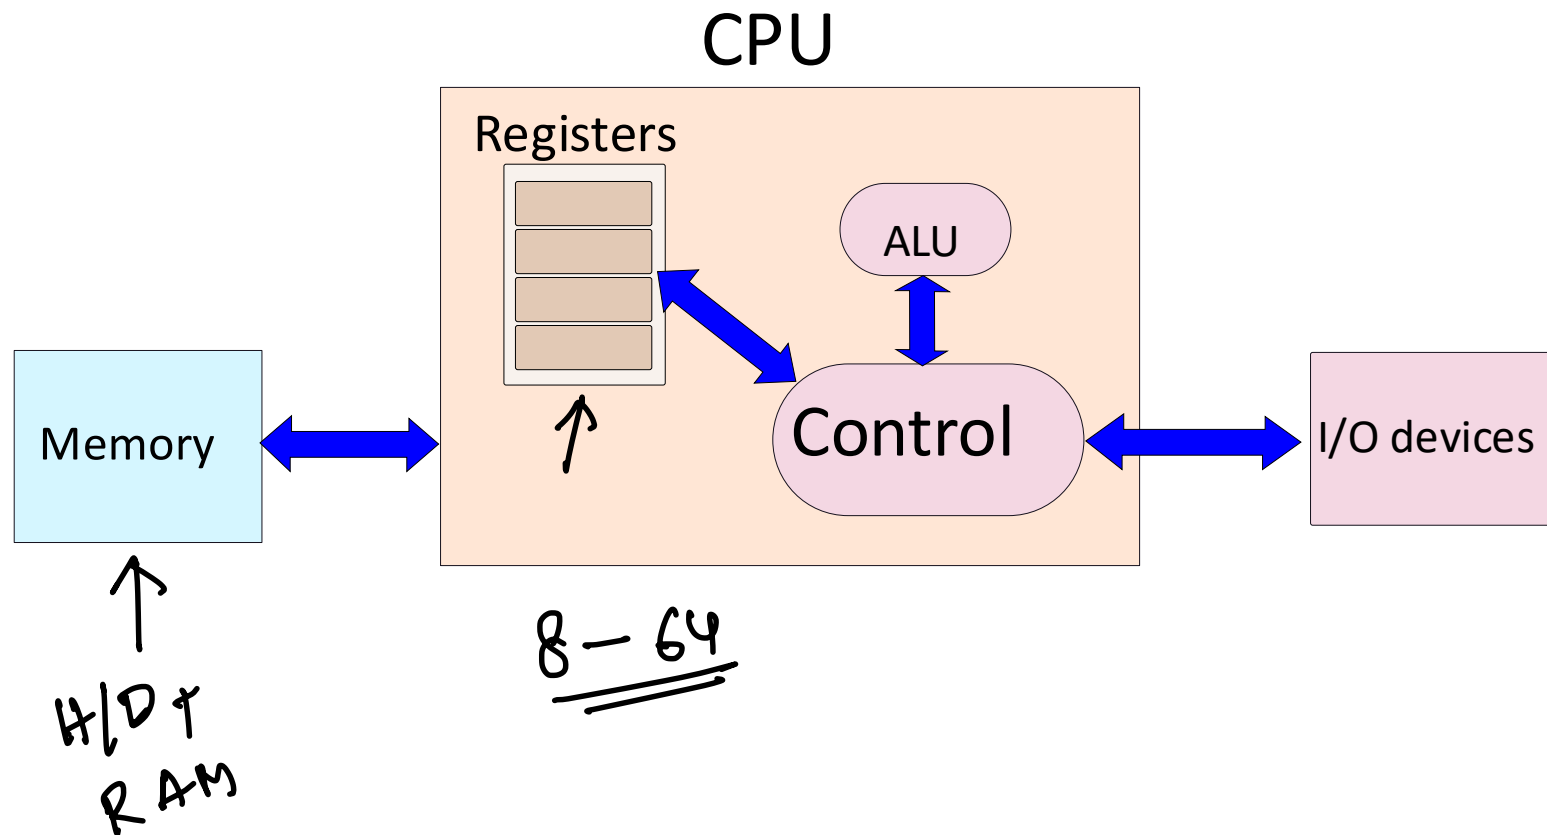 CPU
Registers
ALU
Control
Memory
I/O devices
8 – 64
H/D +
RAM